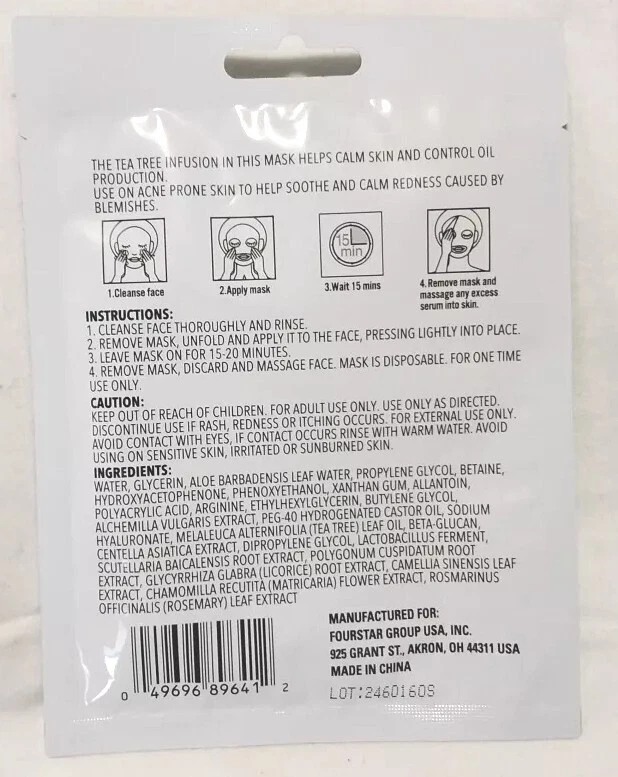 THE TEA TREE INFUSION IN THIS MASK HELPS CALM SKIN AND CONTROL OIL
PRODUCTION.
USE ON ACNE PRONE SKIN TO HELP SOOTHE AND CALM REDNESS CAUSED BY
BLEMISHES.
15
min
1.Cleanse face
2.Apply mask
3.Wait 15 mins
4.Remove mask and
massage any excess
serum into skin.
INSTRUCTIONS:
1. CLEANSE FACE THOROUGHLY AND RINSE.
2. REMOVE MASK, UNFOLD AND APPLY IT TO THE FACE, PRESSING LIGHTLY INTO PLACE.
3. LEAVE MASK ON FOR 15-20 MINUTES.
4. REMOVE MASK, DISCARD AND MASSAGE FACE. MASK IS DISPOSABLE. FOR ONE TIME
USE ONLY.
CAUTION:
KEEP OUT OF REACH OF CHILDREN. FOR ADULT USE ONLY. USE ONLY AS DIRECTED.
DISCONTINUE USE IF RASH, REDNESS OR ITCHING OCCURS. FOR EXTERNAL USE ONLY.
AVOID CONTACT WITH EYES, IF CONTACT OCCURS RINSE WITH WARM WATER. AVOID
USING ON SENSITIVE SKIN, IRRITATED OR SUNBURNED SKIN.
INGREDIENTS:
WATER, GLYCERIN, ALOE BARBADENSIS LEAF WATER, PROPYLENE GLYCOL, BETAINE,
HYDROXYACETOPHENONE, PHENOXYETHANOL, XANTHAN GUM, ALLANTOIN,
POLYACRYLIC ACID, ARGININE, ETHYLHEXYLGLYCERIN, BUTYLENE GLYCOL,
ALCHEMILLA VULGARIS EXTRACT, PEG-40 HYDROGENATED CASTOR OIL, SODIUM
HYALURONATE, MELALEUCA ALTERNIFOLIA (TEA TREE) LEAF OIL, BETA-GLUCAN,
CENTELLA ASIATICA EXTRACT, DIPROPYLENE GLYCOL, LACTOBACILLUS FERMENT,
SCUTELLARIA BAICALENSIS ROOT EXTRACT, POLYGONUM CUSPIDATUM ROOT
EXTRACT, GLYCYRRHIZA GLABRA (LICORICE) ROOT EXTRACT, CAMELLIA SINENSIS LEAF
EXTRACT, CHAMOMILLA RECUTITA (MATRICARIA) FLOWER EXTRACT, ROSMARINUS
OFFICINALIS (ROSEMARY) LEAF EXTRACT
0 49696 89641 2
MANUFACTURED FOR:
FOURSTAR GROUP USA, INC.
925 GRANT ST., AKRON, OH 44311 USA
MADE IN CHINA
LOT:2460160S